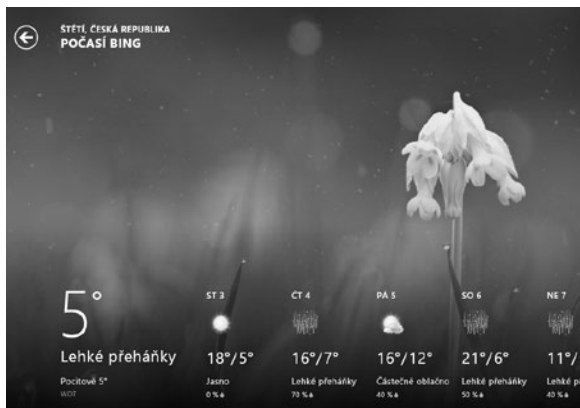 ŠTĚTÍ, ČESKÁ REPUBLIKA
POČASÍ BING
5°
Lehké přeháňky
Pocitově 5°
WDT
ST 3
18°/5°
Jasno
0 %
ČT 4
16°/7°
Lehké přeháňky
70 %
PÁ 5
16°/12°
Částečně oblačno
40 %
SO 6
21°/6°
Lehké přeháňky
50 %
NE 7
11°/
Lehké p
40 %